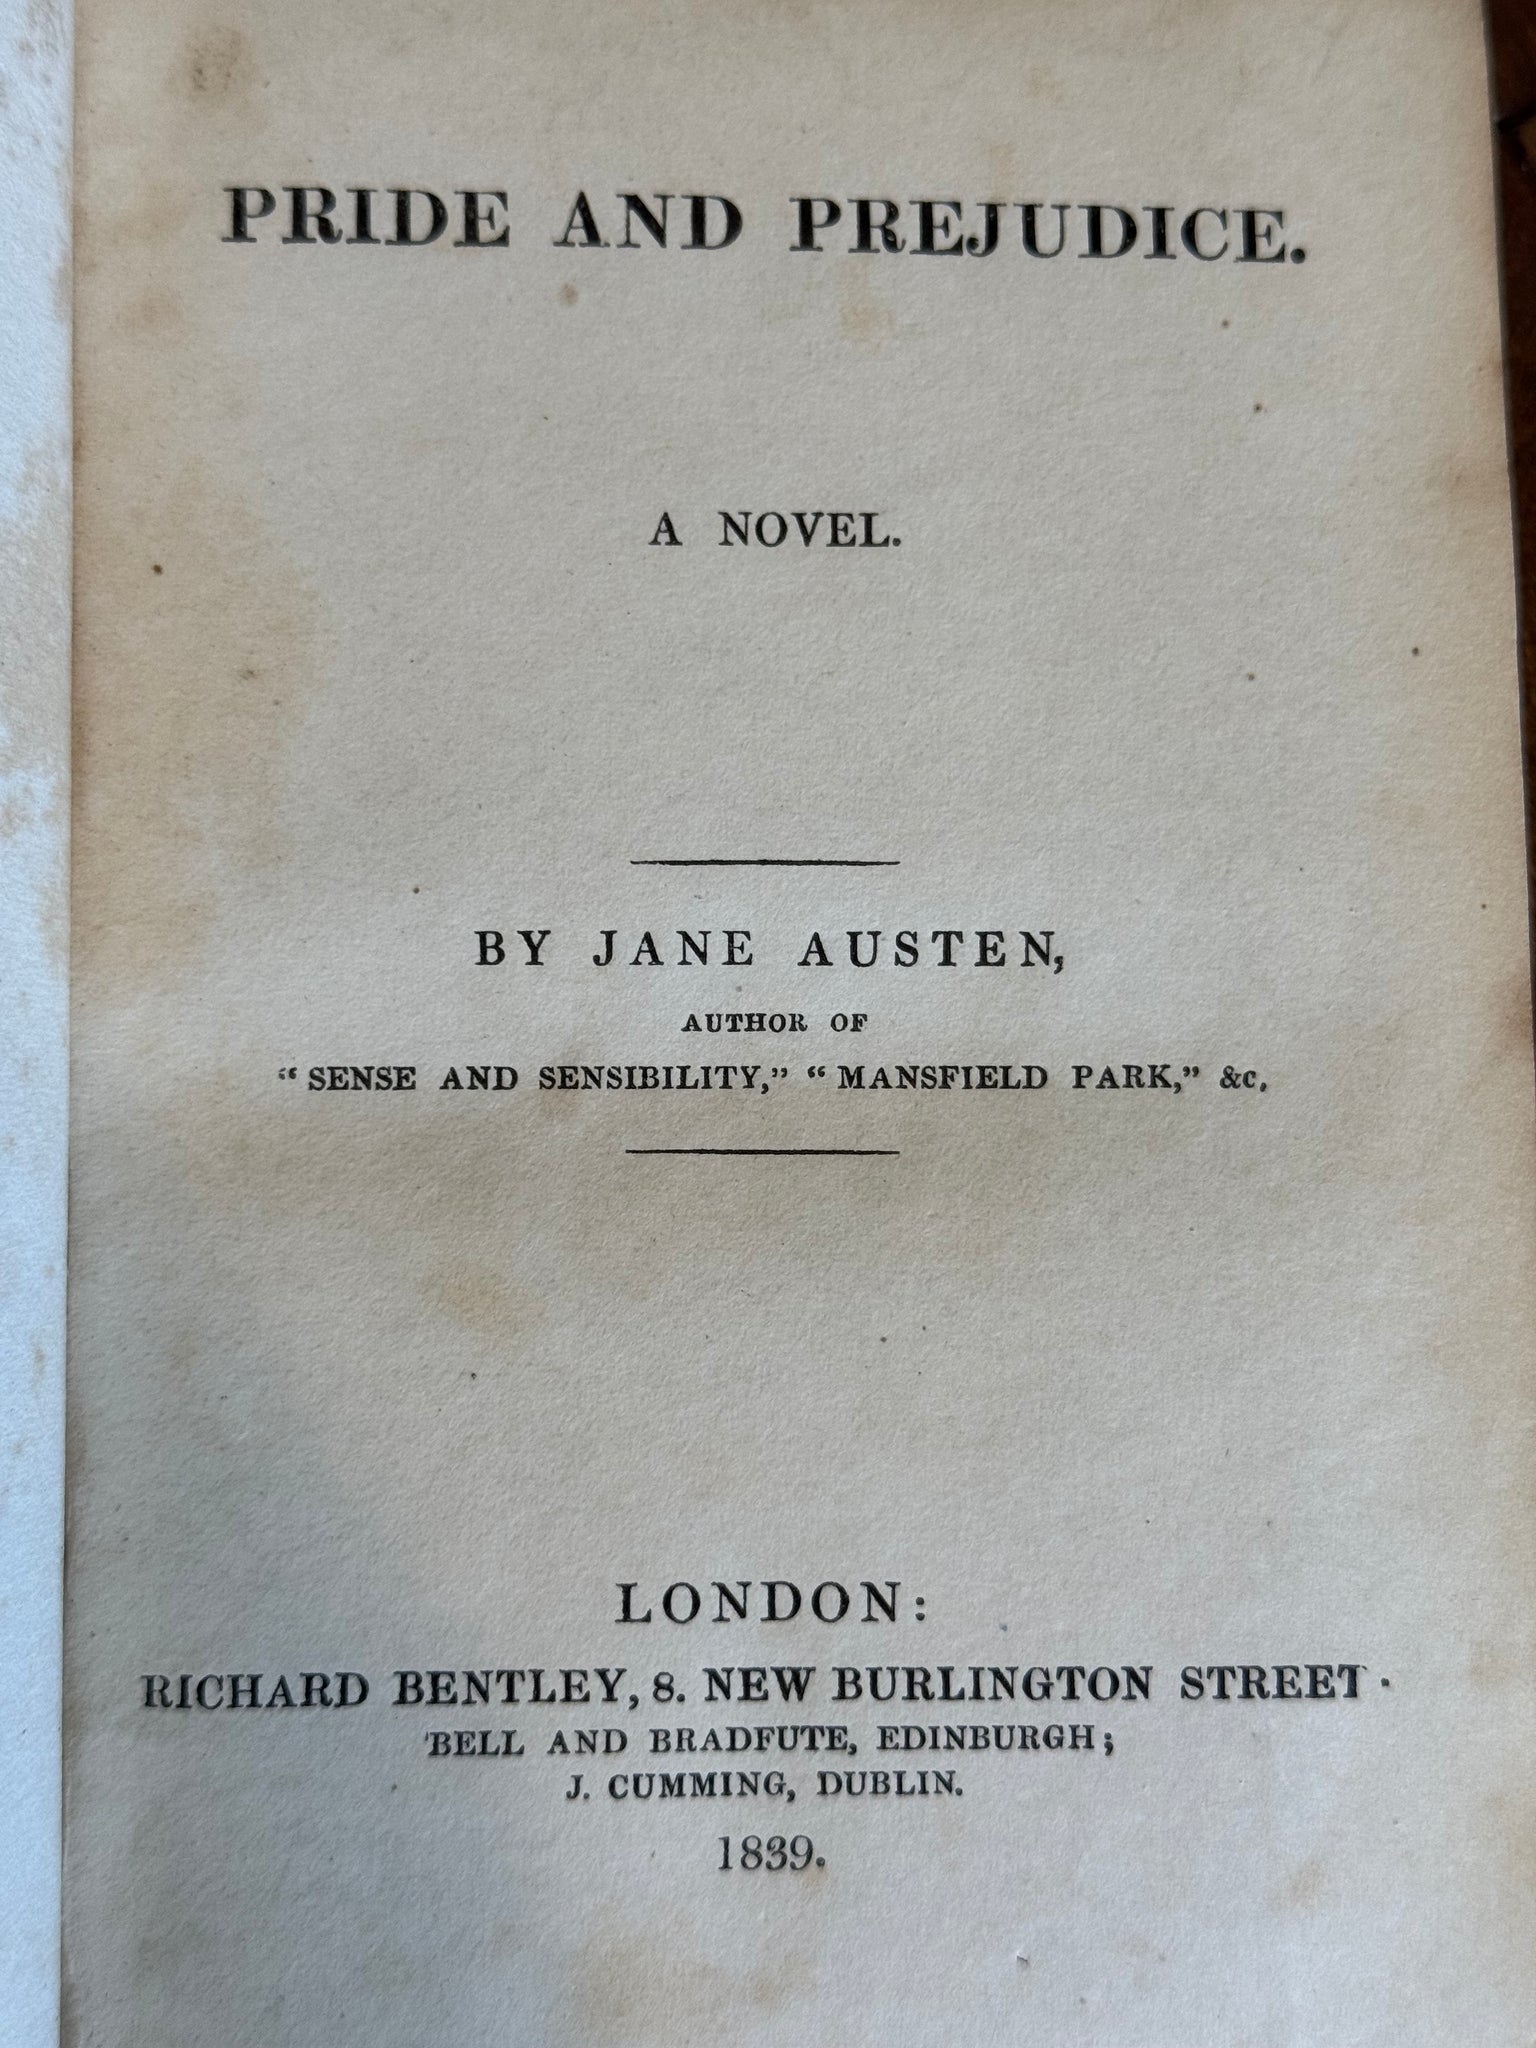 PRIDE AND PREJUDICE.
A NOVEL.
BY JANE AUSTEN,
AUTHOR OF
“SENSE AND SENSIBILITY,” “MANSFIELD PARK,” &c.
LONDON:
RICHARD BENTLEY, 8. NEW BURLINGTON STREET.
BELL AND BRADFUTE, EDINBURGH;
J. CUMMING, DUBLIN.
1839.